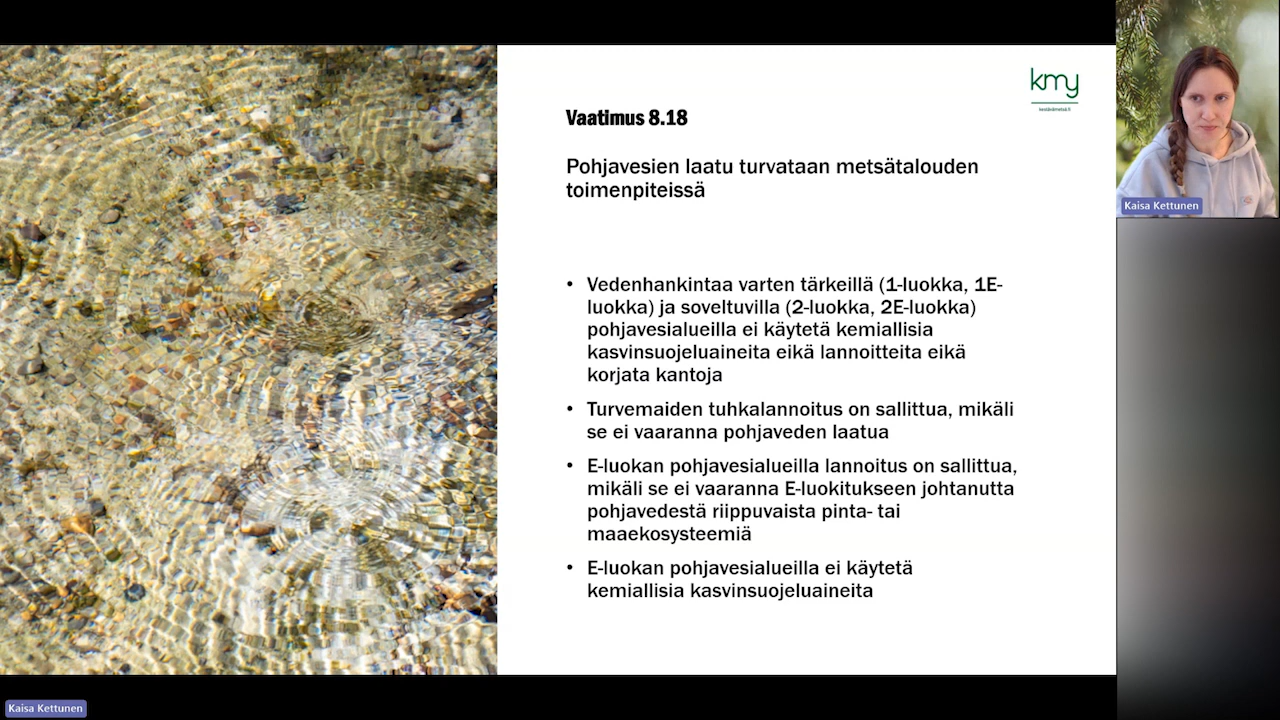 kmy
kestävämetsä.fi
Vaatimus 8.18
Pohjavesien laatu turvataan metsätalouden
toimenpiteissä
• Vedenhankintaa varten tärkeillä (1-luokka, 1E-
luokka) ja soveltuvilla (2-luokka, 2E-luokka)
pohjavesialueilla ei käytetä kemiallisia
kasvinsuojeluaineita eikä lannoitteita eikä
korjata kantoja
• Turvemaiden tuhkalannoitus on sallittua, mikäli
se ei vaaranna pohjaveden laatua
• E-luokan pohjavesialueilla lannoitus on sallittua,
mikäli se ei vaaranna E-luokitukseen johtanutta
pohjavedestä riippuvaista pinta- tai
maaekosysteemiä
• E-luokan pohjavesialueilla ei käytetä
kemiallisia kasvinsuojeluaineita
Kaisa Kettunen
Kaisa Kettunen